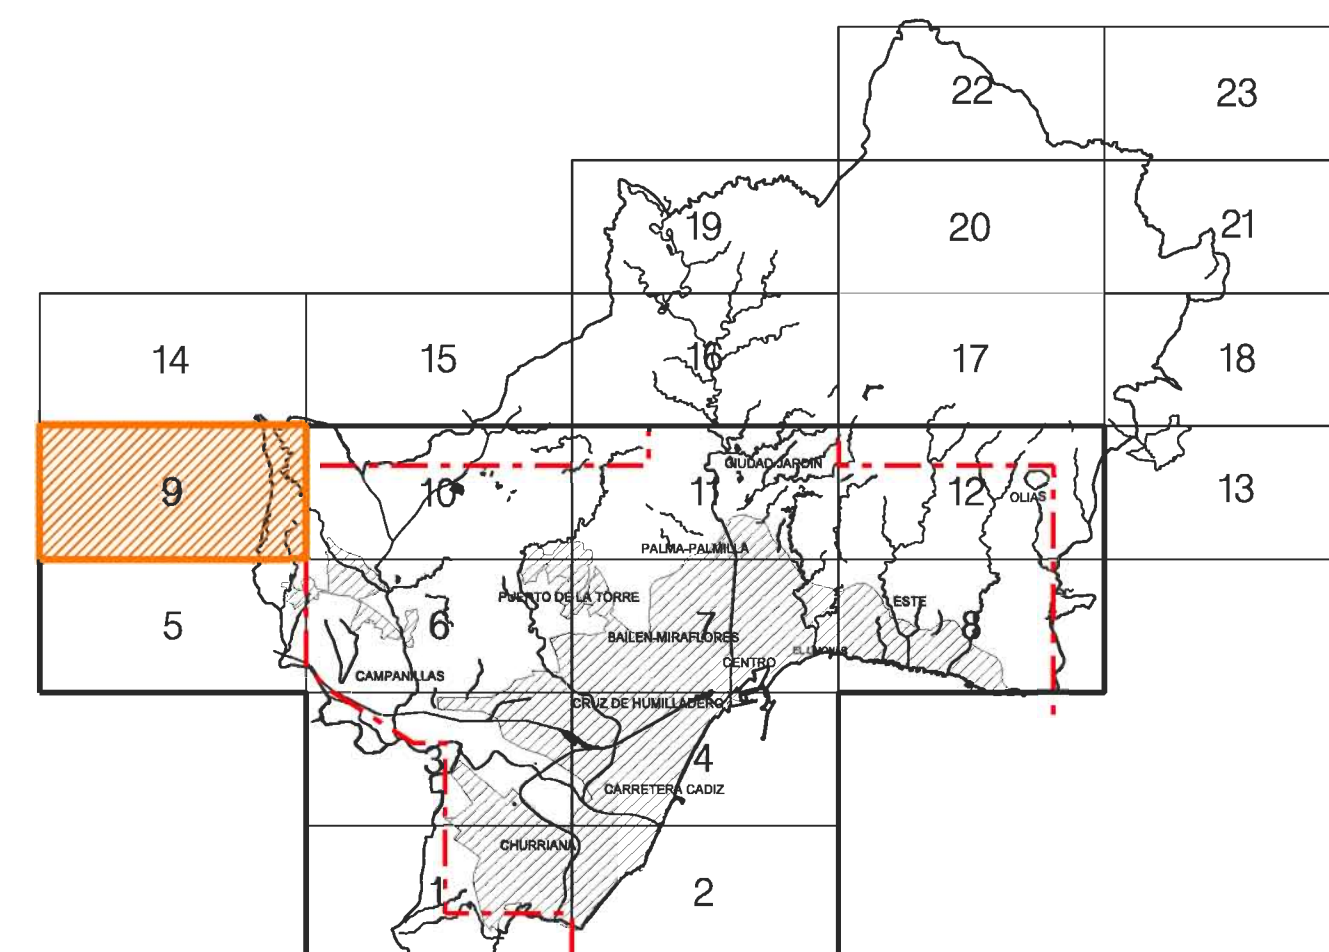 22
23
19
20
21
14
15
16
17
18
CIUDAD JARDIN
9
10
11
12
13
OLIAS
PALMA-PALMILLA
PUERTO DE LA TORRE
ESTE
5
6
7
8
BAILEN-MIRAFLORES
EL LIMONAR
CENTRO
CAMPANILLAS
CRUZ DE HUMILLADERO
3
4
CARRETERA CADIZ
CHURRIANA
1
2